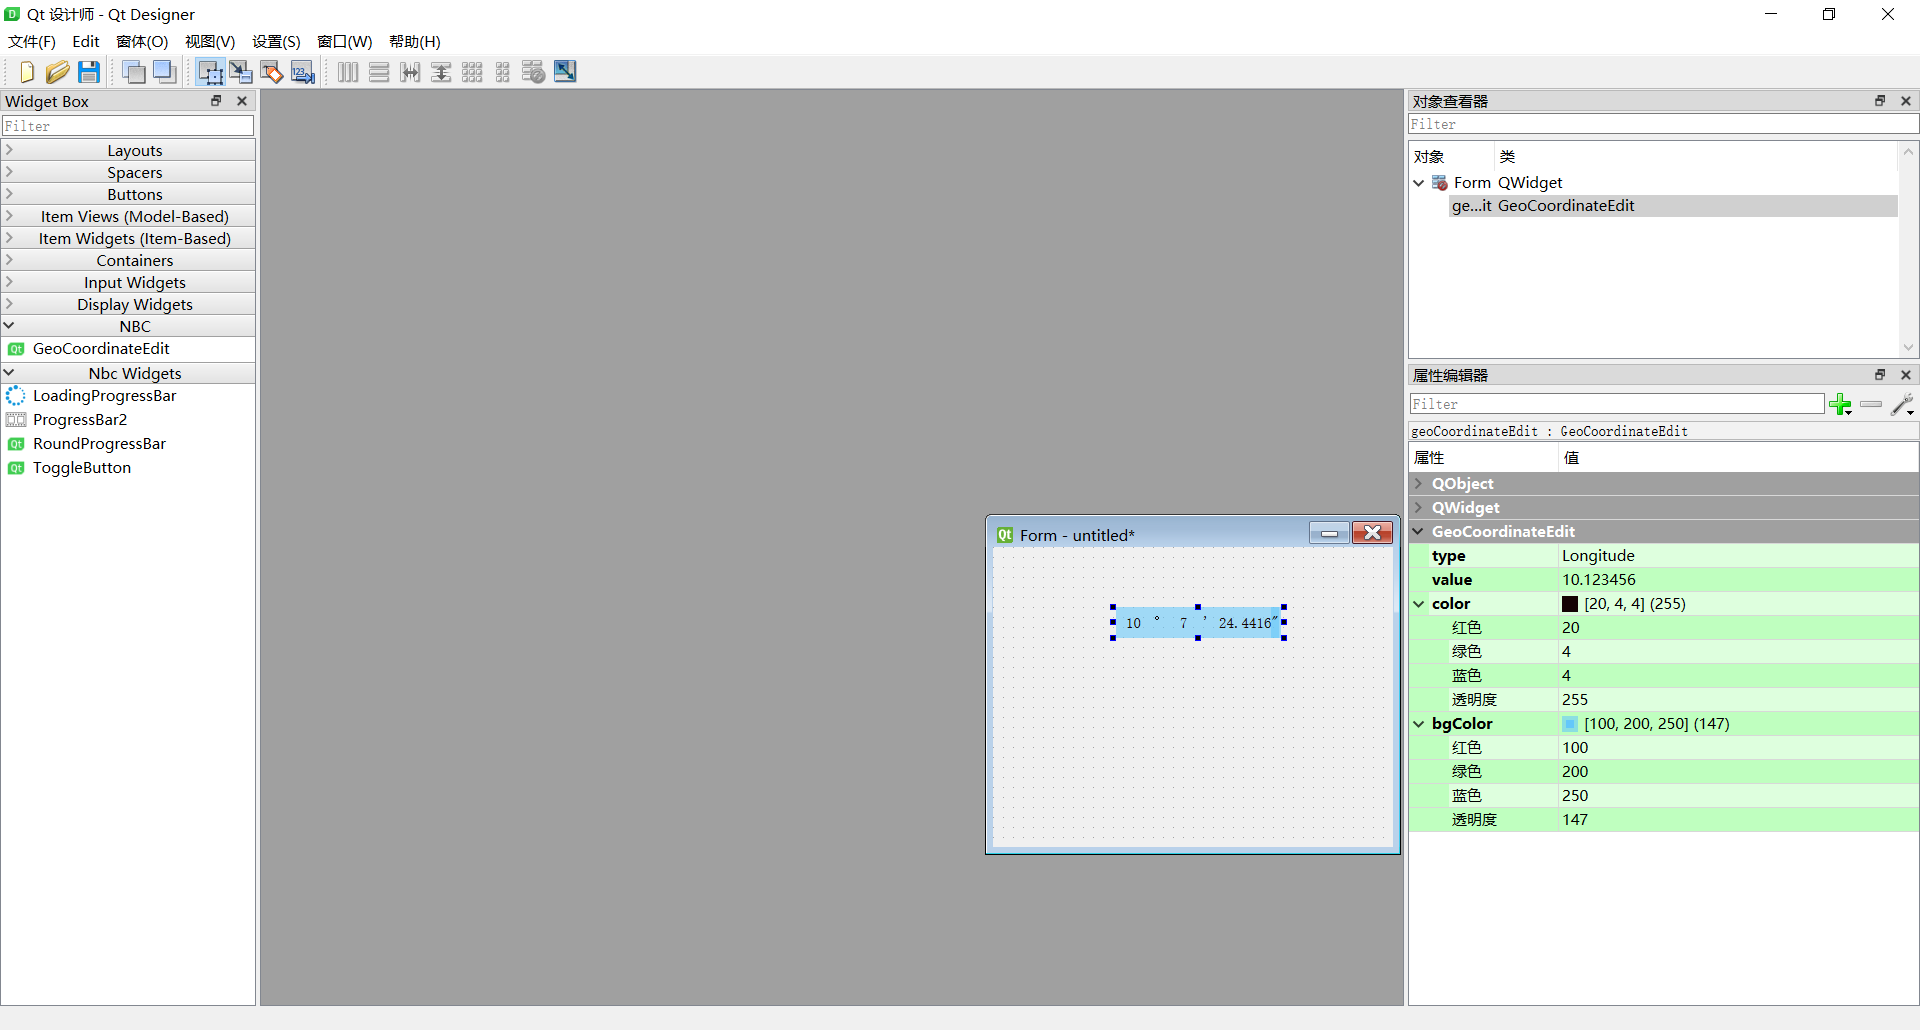 Qt 设计师 - Qt Designer
文件(F) Edit 窗体(O) 视图(V) 设置(S) 窗口(W) 帮助(H)
Widget Box
Filter
Layouts
Spacers
Buttons
Item Views (Model-Based)
Item Widgets (Item-Based)
Containers
Input Widgets
Display Widgets
NBC
GeoCoordinateEdit
Nbc Widgets
LoadingProgressBar
ProgressBar2
RoundProgressBar
ToggleButton
Form - untitled*
10 ° 7 ′ 24.4416″
对象查看器
Filter
对象 类
Form QWidget
ge...it GeoCoordinateEdit
属性编辑器
Filter
geoCoordinateEdit : GeoCoordinateEdit
属性 值
QObject
QWidget
GeoCoordinateEdit
type Longitude
value 10.123456
color [20, 4, 4] (255)
红色 20
绿色 4
蓝色 4
透明度 255
bgColor [100, 200, 250] (147)
红色 100
绿色 200
蓝色 250
透明度 147